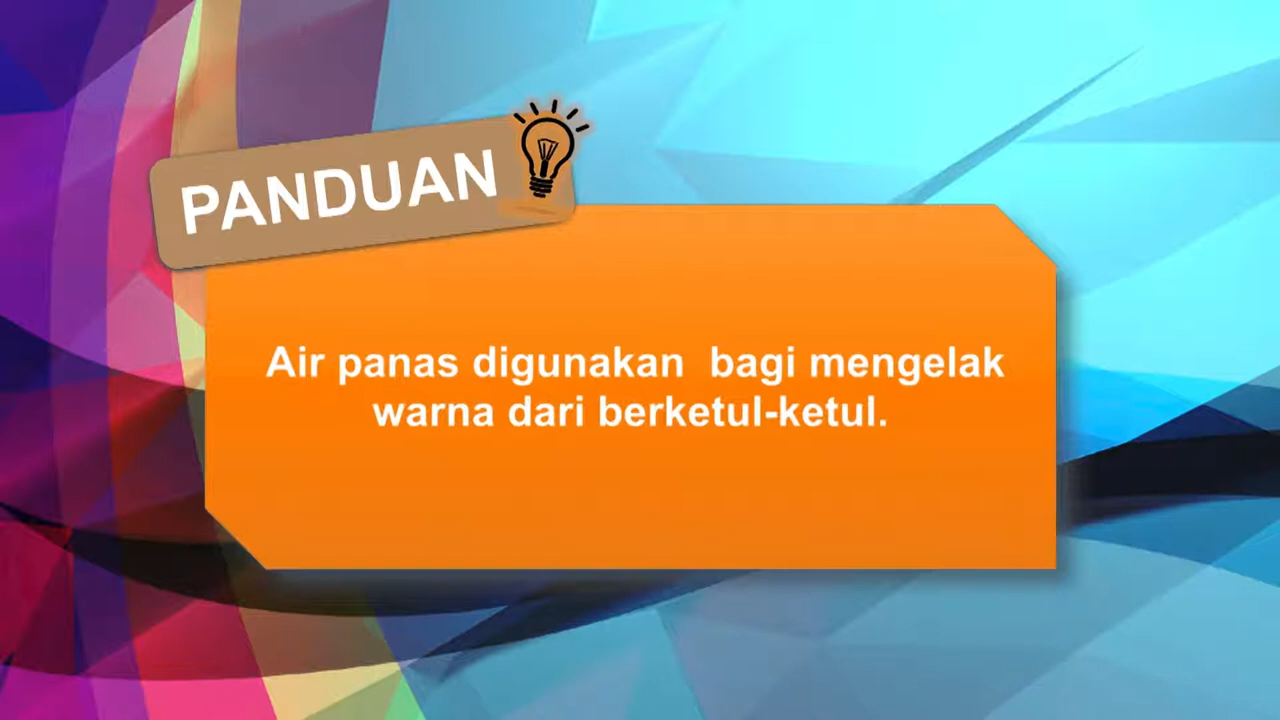 PANDUAN
Air panas digunakan  bagi mengelak
warna dari berketul-ketul.